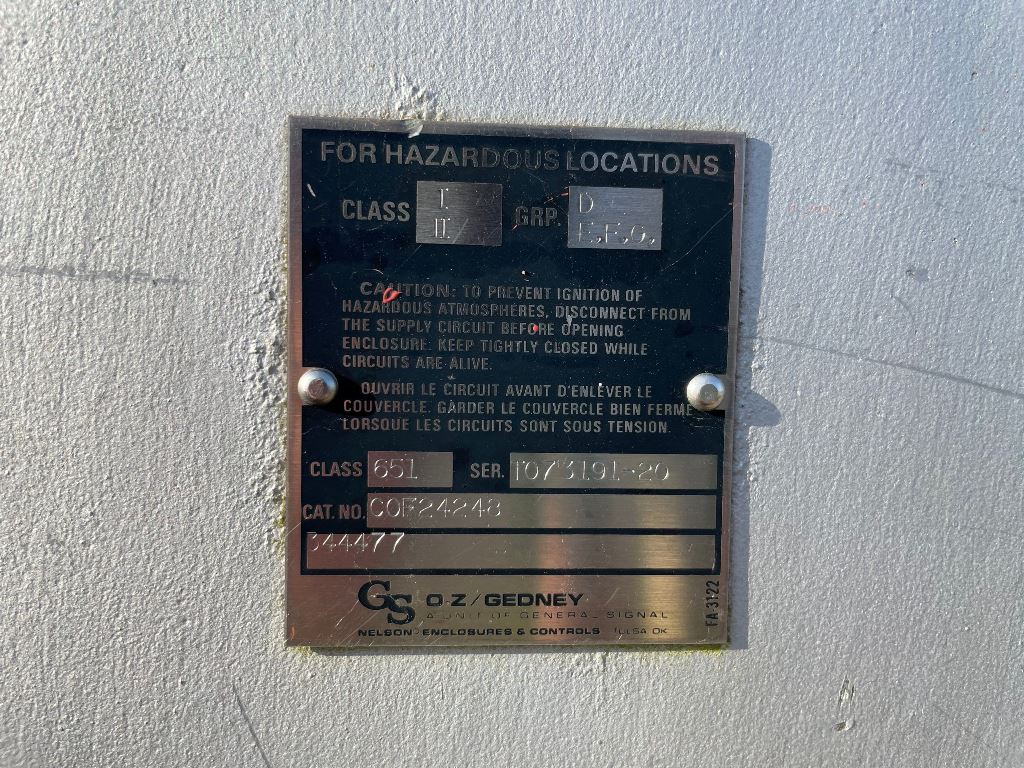 FOR HAZARDOUS LOCATIONS
CLASS I GRP. D
II E.F.G.
CAUTION: TO PREVENT IGNITION OF
HAZARDOUS ATMOSPHERES, DISCONNECT FROM
THE SUPPLY CIRCUIT BEFORE OPENING
ENCLOSURE. KEEP TIGHTLY CLOSED WHILE
CIRCUITS ARE ALIVE.
OUVRIR LE CIRCUIT AVANT D'ENLEVER LE
COUVERCLE. GARDER LE COUVERCLE BIEN FERME
LORSQUE LES CIRCUITS SONT SOUS TENSION.
CLASS 651 SER. T073191-20
CAT. NO. COF24248
344477
GS O-Z/GEDNEY
A UNIT OF GENERAL SIGNAL
NELSON ENCLOSURES & CONTROLS TULSA OK
FA-3122